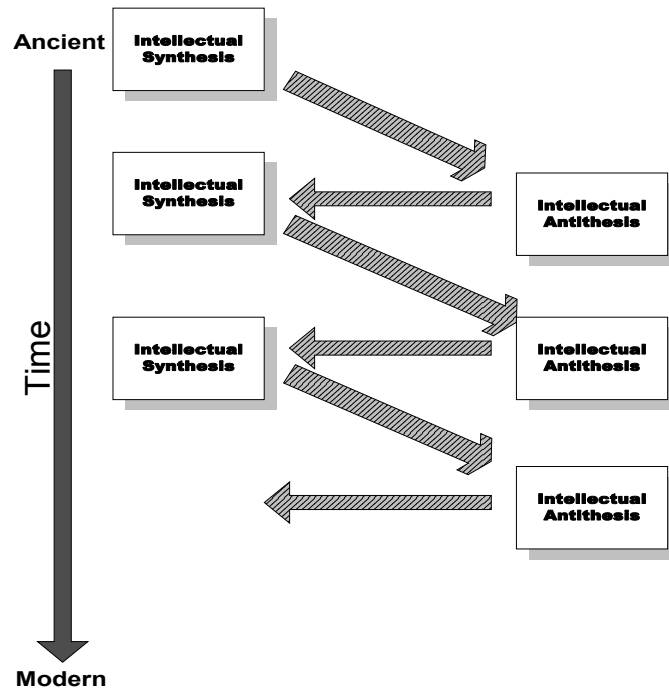 Ancient
Intellectual
Synthesis
Intellectual
Synthesis
Intellectual
Antithesis
Time
Intellectual
Synthesis
Intellectual
Antithesis
Intellectual
Antithesis
Modern